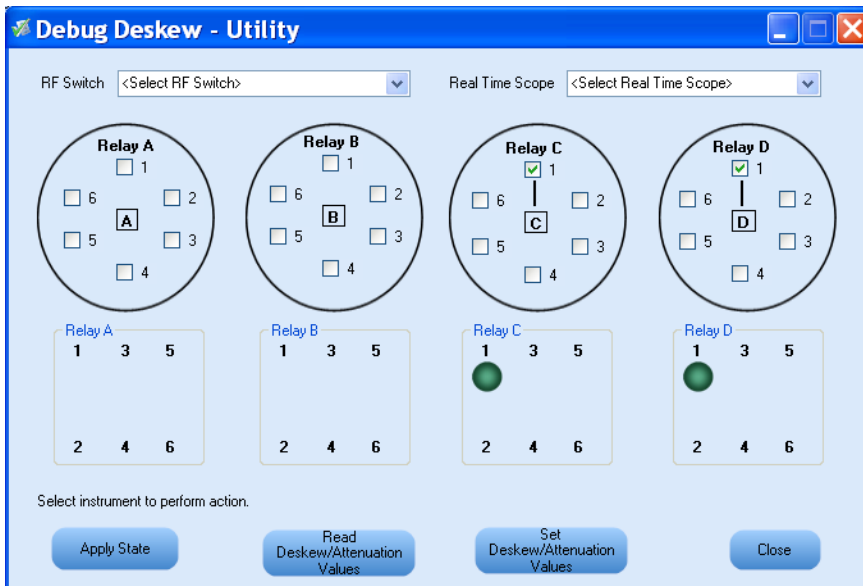 Debug Deskew - Utility
RF Switch <Select RF Switch> Real Time Scope <Select Real Time Scope>
Relay A
1
6 2
A
5 3
4
Relay B
1
6 2
B
5 3
4
Relay C
1
6 2
C
5 3
4
Relay D
1
6 2
D
5 3
4
Relay A
1 3 5
2 4 6
Relay B
1 3 5
2 4 6
Relay C
1 3 5
2 4 6
Relay D
1 3 5
2 4 6
Select instrument to perform action.
Apply State
Read
Deskew/Attenuation
Values
Set
Deskew/Attenuation
Values
Close